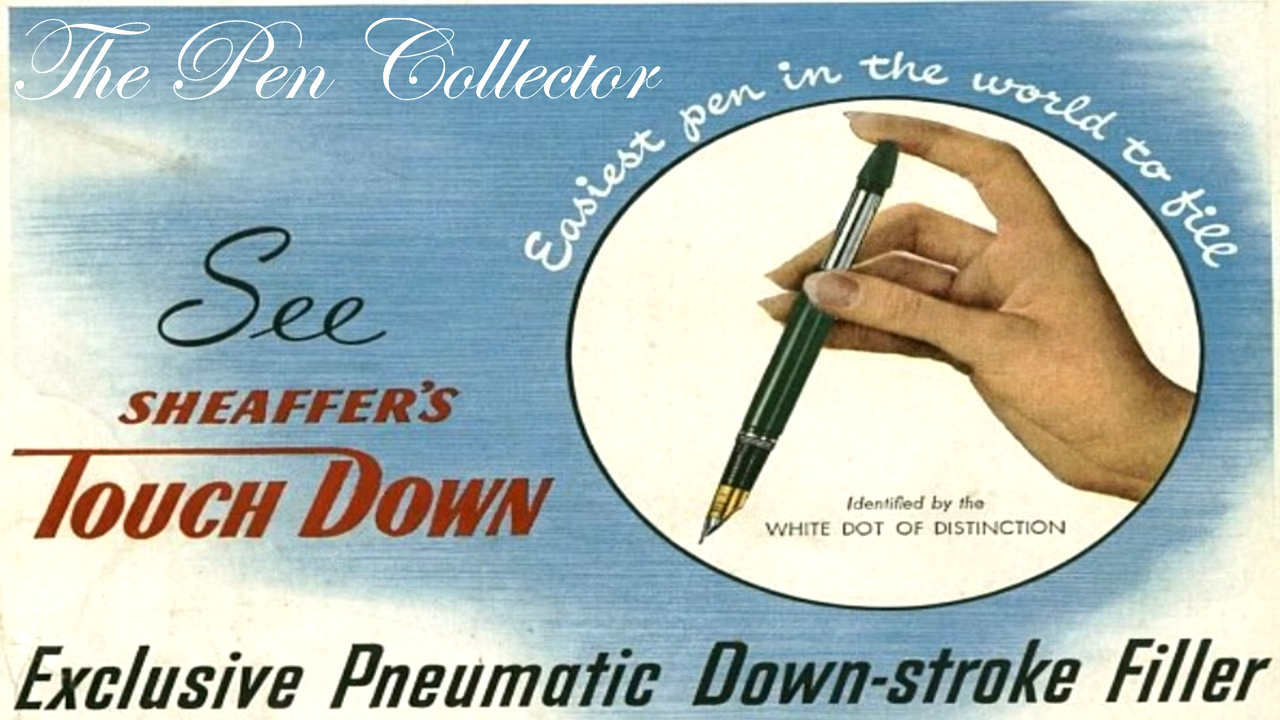 The Pen Collector
Easiest pen in the world to fill
See
SHEAFFER'S
TOUCH DOWN
Identified by the
WHITE DOT OF DISTINCTION
Exclusive Pneumatic Down-stroke Filler